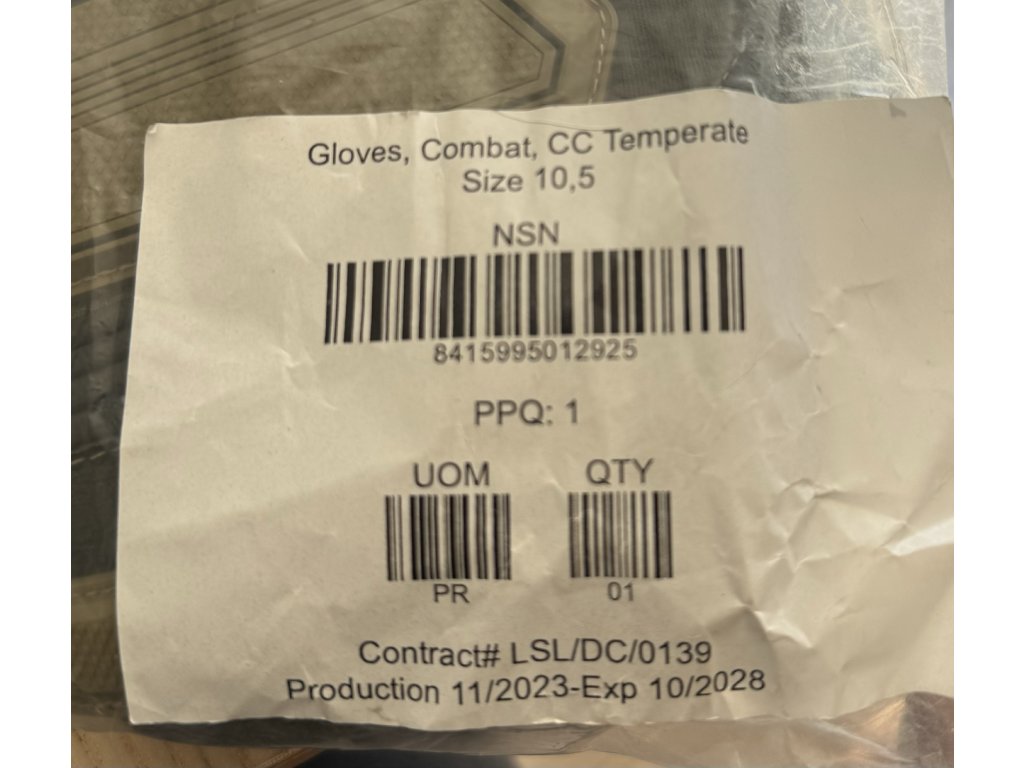 Gloves, Combat, CC Temperate
Size 10,5
NSN
8415995012925
PPQ: 1
UOM QTY
PR 01
Contract# LSL/DC/0139
Production 11/2023-Exp 10/2028